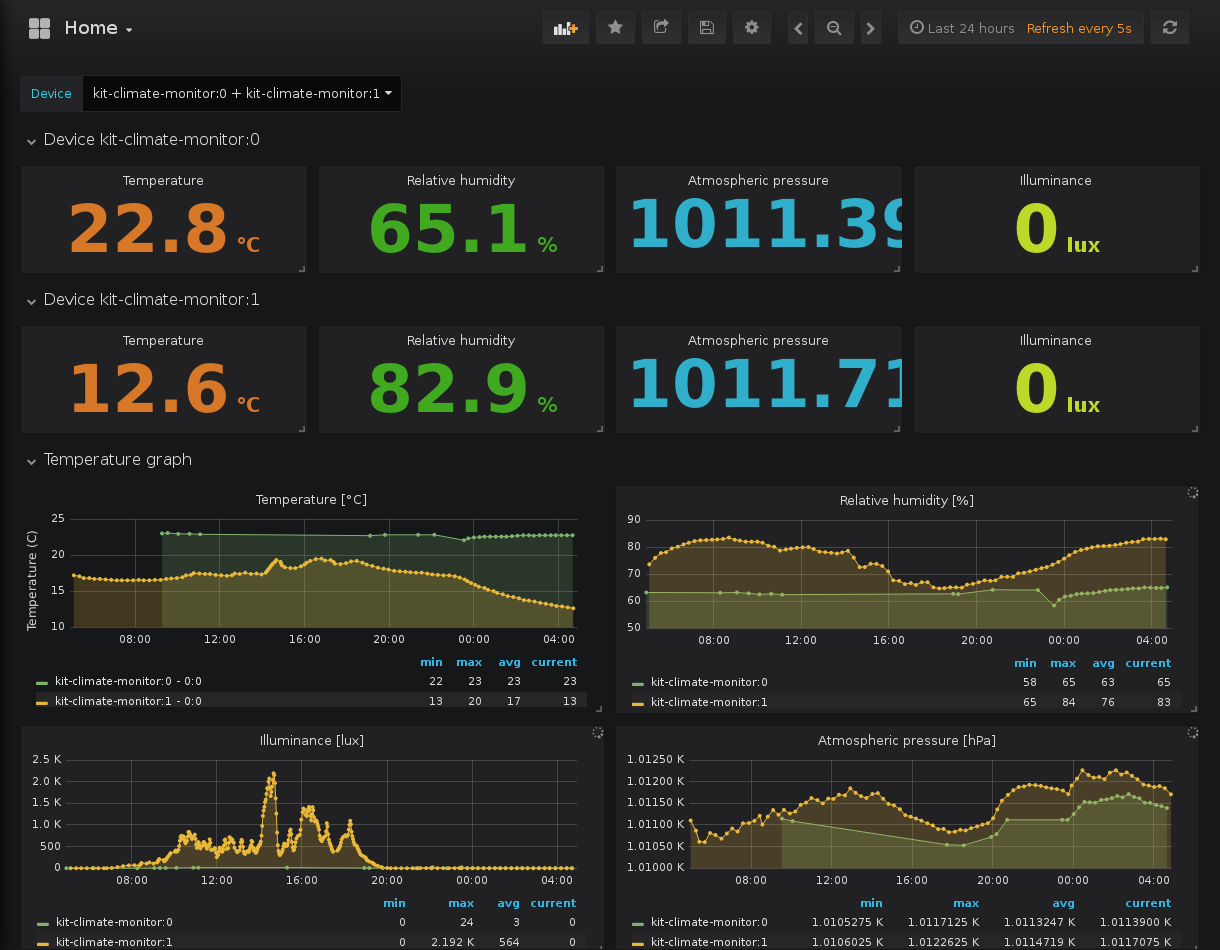 Home
Last 24 hours Refresh every 5s
Device kit-climate-monitor:0 + kit-climate-monitor:1
Device kit-climate-monitor:0
Temperature Relative humidity Atmospheric pressure Illuminance
22.8 °C 65.1 % 1011.39 0 lux
Device kit-climate-monitor:1
Temperature Relative humidity Atmospheric pressure Illuminance
12.6 °C 82.9 % 1011.71 0 lux
Temperature graph
Temperature [°C]
Temperature (C)
25
20
15
10
08:00 12:00 16:00 20:00 00:00 04:00
min max avg current
kit-climate-monitor:0 - 0:0 22 23 23 23
kit-climate-monitor:1 - 0:0 13 20 17 13
Relative humidity [%]
90
80
70
60
50
08:00 12:00 16:00 20:00 00:00 04:00
min max avg current
kit-climate-monitor:0 58 65 63 65
kit-climate-monitor:1 65 84 76 83
Illuminance [lux]
2.5 K
2.0 K
1.5 K
1.0 K
500
0
08:00 12:00 16:00 20:00 00:00 04:00
min max avg current
kit-climate-monitor:0 0 24 3 0
kit-climate-monitor:1 0 2.192 K 564 0
Atmospheric pressure [hPa]
1.01250 K
1.01200 K
1.01150 K
1.01100 K
1.01050 K
1.01000 K
08:00 12:00 16:00 20:00 00:00 04:00
min max avg current
kit-climate-monitor:0 1.0105275 K 1.0117125 K 1.0113247 K 1.0113900 K
kit-climate-monitor:1 1.0106025 K 1.0122625 K 1.0114719 K 1.0117075 K